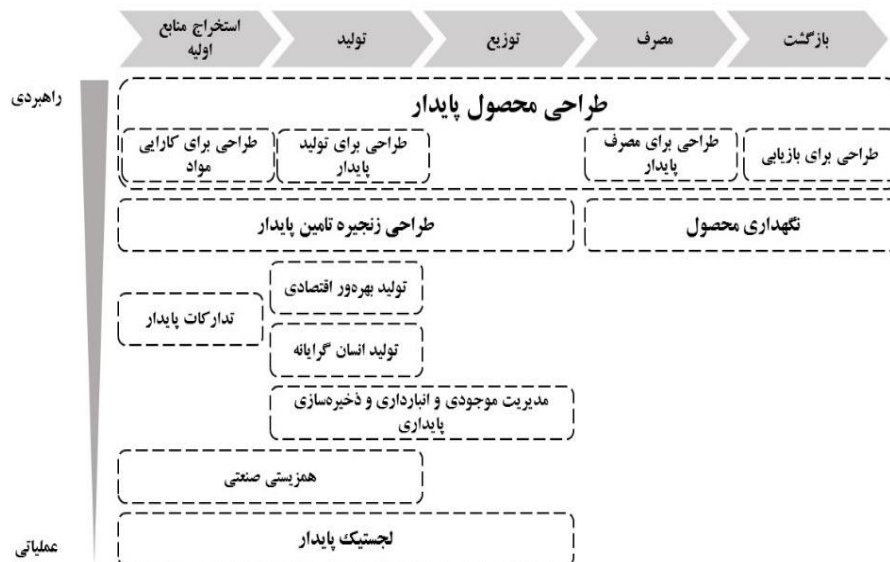 استخراج منابع
اولیه
تولید
توزیع
مصرف
بازگشت
راهبردی
طراحی محصول پایدار
طراحی برای کارایی
مواد
طراحی برای تولید
پایدار
طراحی برای مصرف
پایدار
طراحی برای بازیابی
طراحی زنجیره تامین پایدار
نگهداری محصول
تولید بهره‌ور اقتصادی
تدارکات پایدار
تولید انسان گرایانه
مدیریت موجودی و انبارداری و ذخیره‌سازی
پایداری
همزیستی صنعتی
لجستیک پایدار
عملیاتی